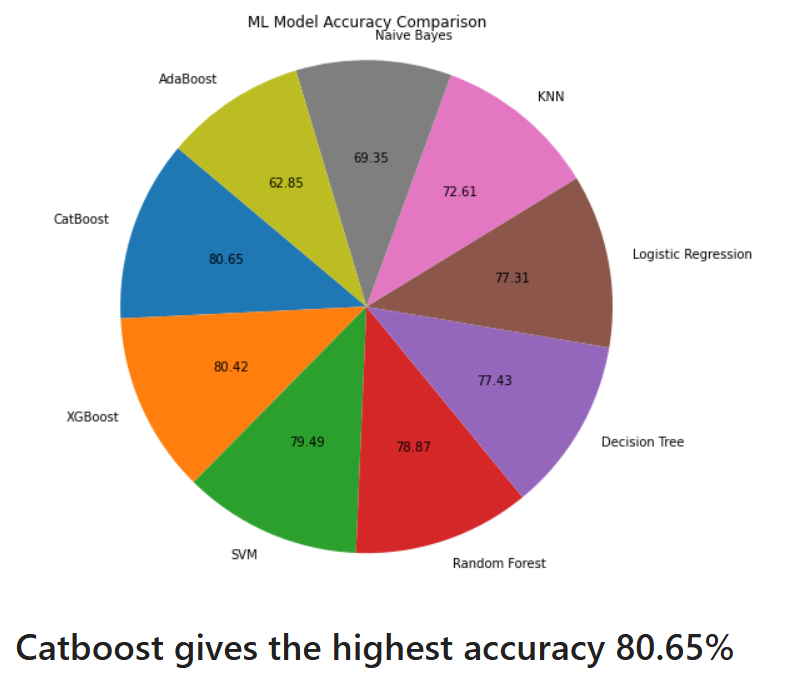 ML Model Accuracy Comparison
Naive Bayes
AdaBoost
KNN
69.35
62.85
72.61
CatBoost
Logistic Regression
80.65
77.31
80.42
77.43
XGBoost
Decision Tree
79.49
78.87
SVM
Random Forest
Catboost gives the highest accuracy 80.65%